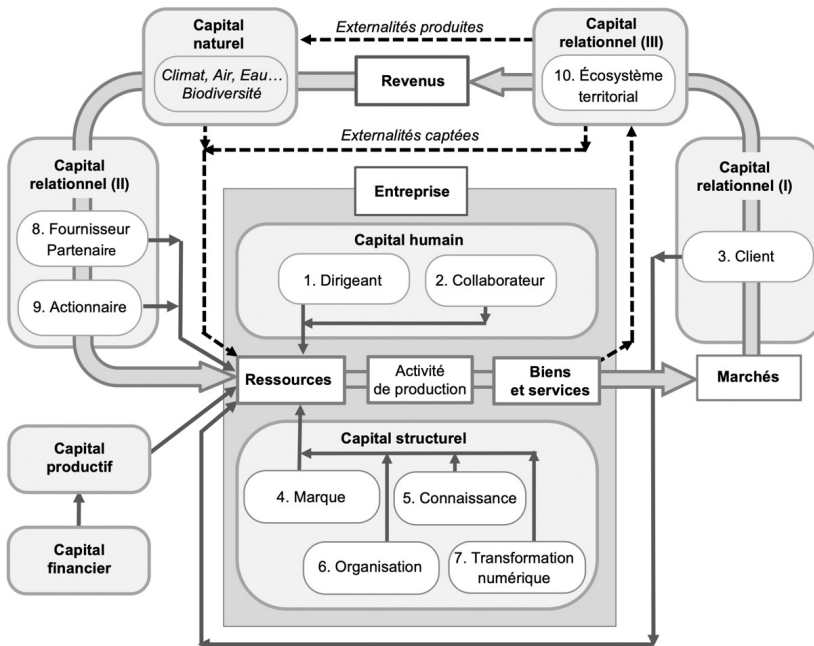 Capital
naturel
Climat, Air, Eau…
Biodiversité
Externalités produites
Revenus
Capital
relationnel (III)
10. Écosystème
territorial
Externalités captées
Capital
relationnel (II)
8. Fournisseur
Partenaire
9. Actionnaire
Entreprise
Capital humain
1. Dirigeant
2. Collaborateur
Capital
relationnel (I)
3. Client
Ressources
Activité
de production
Biens
et services
Marchés
Capital structurel
4. Marque
5. Connaissance
6. Organisation
7. Transformation
numérique
Capital
productif
Capital
financier